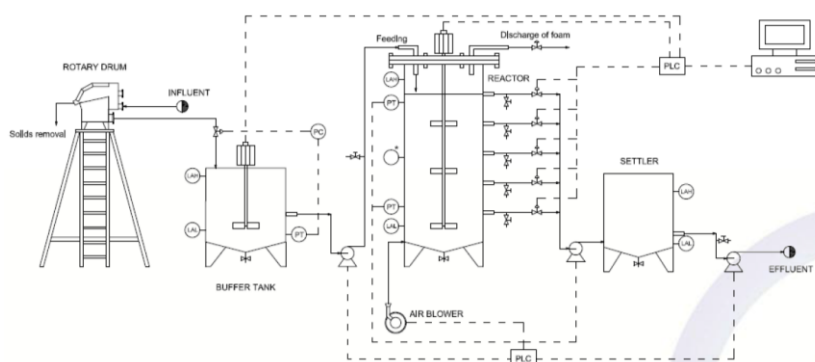 Feeding
Discharge of foam
ROTARY DRUM
PLC
LAH
REACTOR
INFLUENT
PT
Solids removal
PC
SETTLER
LAH
LAH
PT
LAL
PT
LAL
LAL
EFFLUENT
BUFFER TANK
AIR BLOWER
PLC